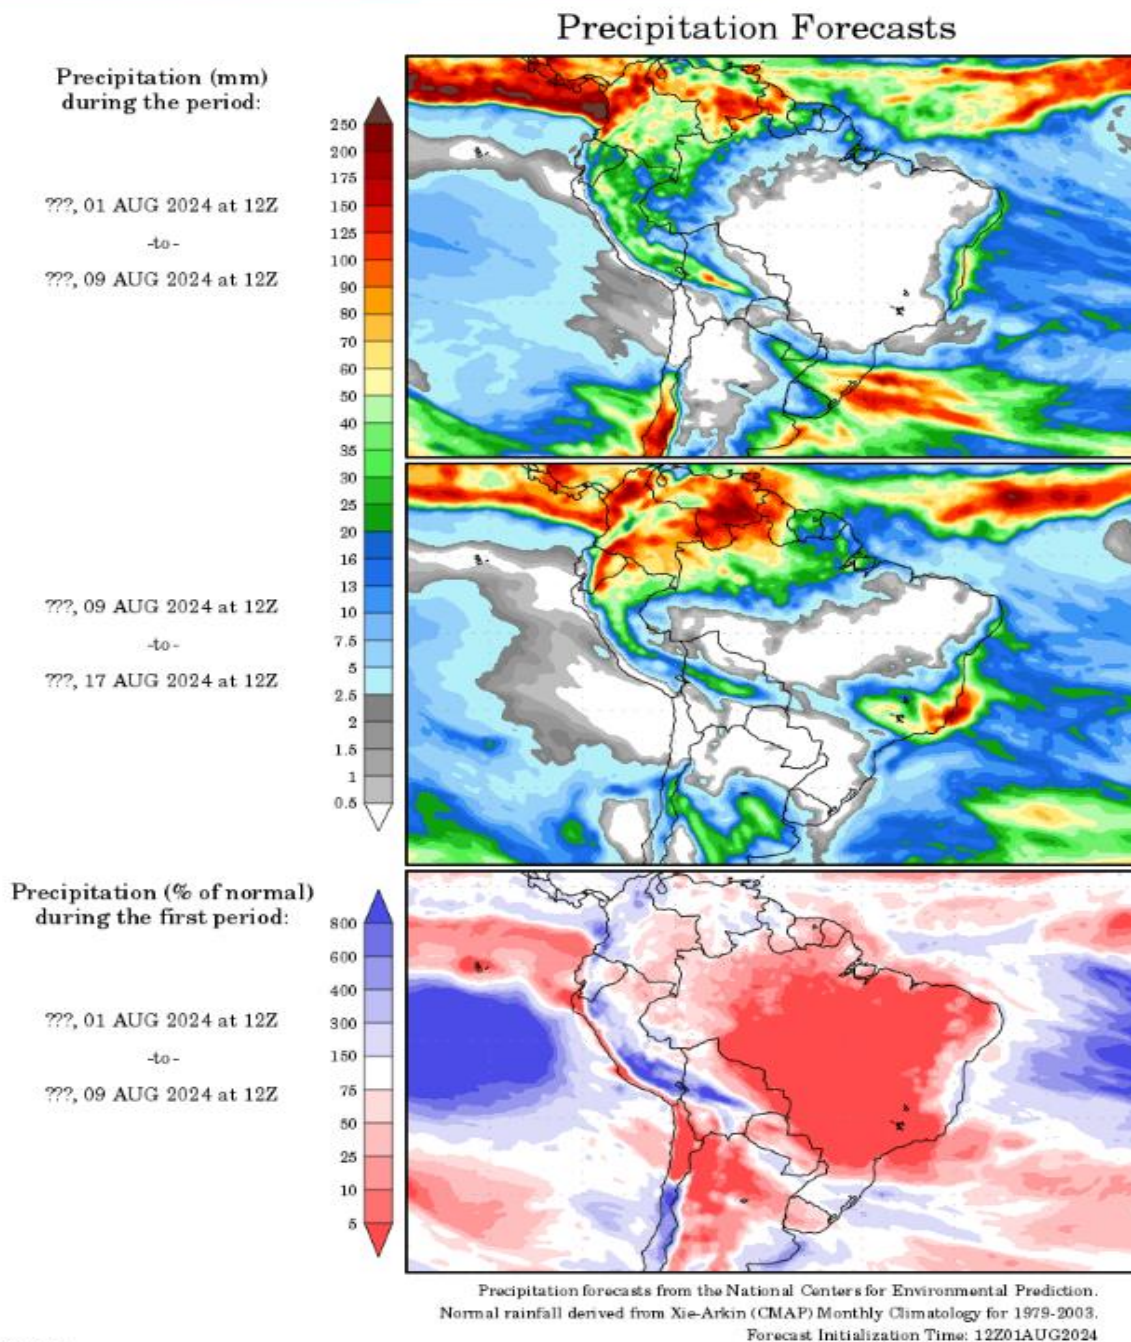 Precipitation Forecasts
Precipitation (mm)
during the period:
250
200
175
150
125
100
90
80
70
60
50
40
35
30
25
20
16
13
10
7.5
5
2.5
2
1.5
1
0.5
???, 01 AUG 2024 at 12Z
-to-
???, 09 AUG 2024 at 12Z
???, 09 AUG 2024 at 12Z
-to-
???, 17 AUG 2024 at 12Z
Precipitation (% of normal)
during the first period:
800
600
400
300
150
75
50
25
10
5
???, 01 AUG 2024 at 12Z
-to-
???, 09 AUG 2024 at 12Z
Precipitation forecasts from the National Centers for Environmental Prediction.
Normal rainfall derived from Xie-Arkin (CMAP) Monthly Climatology for 1979-2003.
Forecast Initialization Time: 12Z01AUG2024